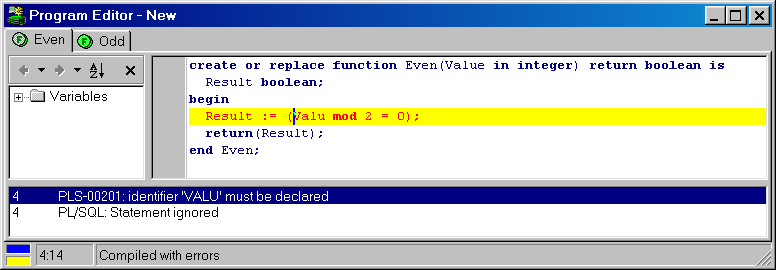 Program Editor - New
Even Odd
Variables
create or replace function Even(Value in integer) return boolean is
Result boolean;
begin
Result := (Valu mod 2 = 0);
return(Result);
end Even;
4 PLS-00201: identifier 'VALU' must be declared
4 PL/SQL: Statement ignored
4:14 Compiled with errors